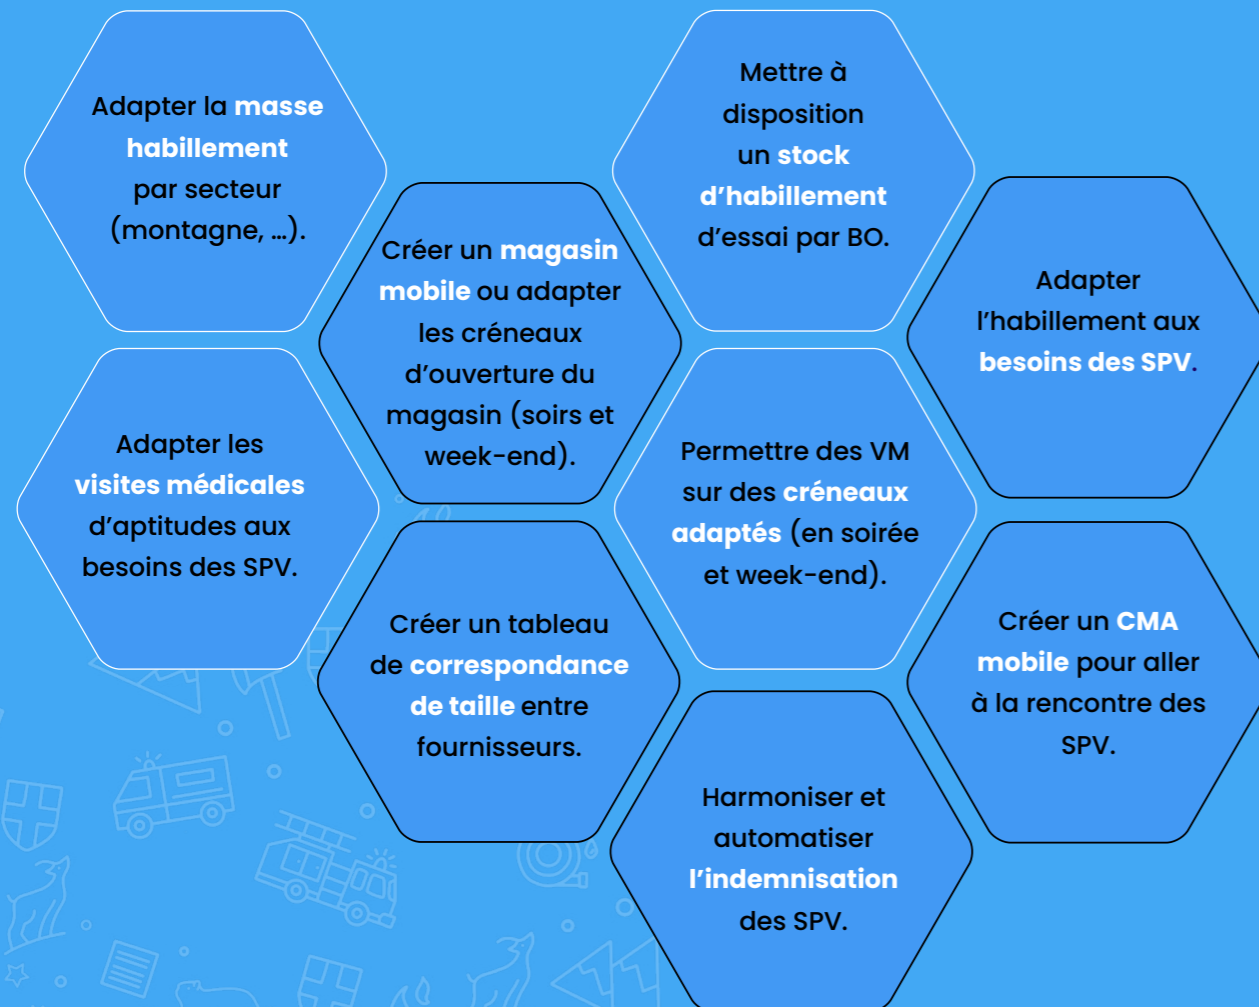 Adapter la masse
habillement
par secteur
(montagne, ...).
Mettre à
disposition
un stock
d'habillement
d'essai par BO.
Créer un magasin
mobile ou adapter
les créneaux
d'ouverture du
magasin (soirs et
week-end).
Adapter
l'habillement aux
besoins des SPV.
Adapter les
visites médicales
d'aptitudes aux
besoins des SPV.
Permettre des VM
sur des créneaux
adaptés (en soirée
et week-end).
Créer un tableau
de correspondance
de taille entre
fournisseurs.
Créer un CMA
mobile pour aller
à la rencontre des
SPV.
Harmoniser et
automatiser
l'indemnisation
des SPV.